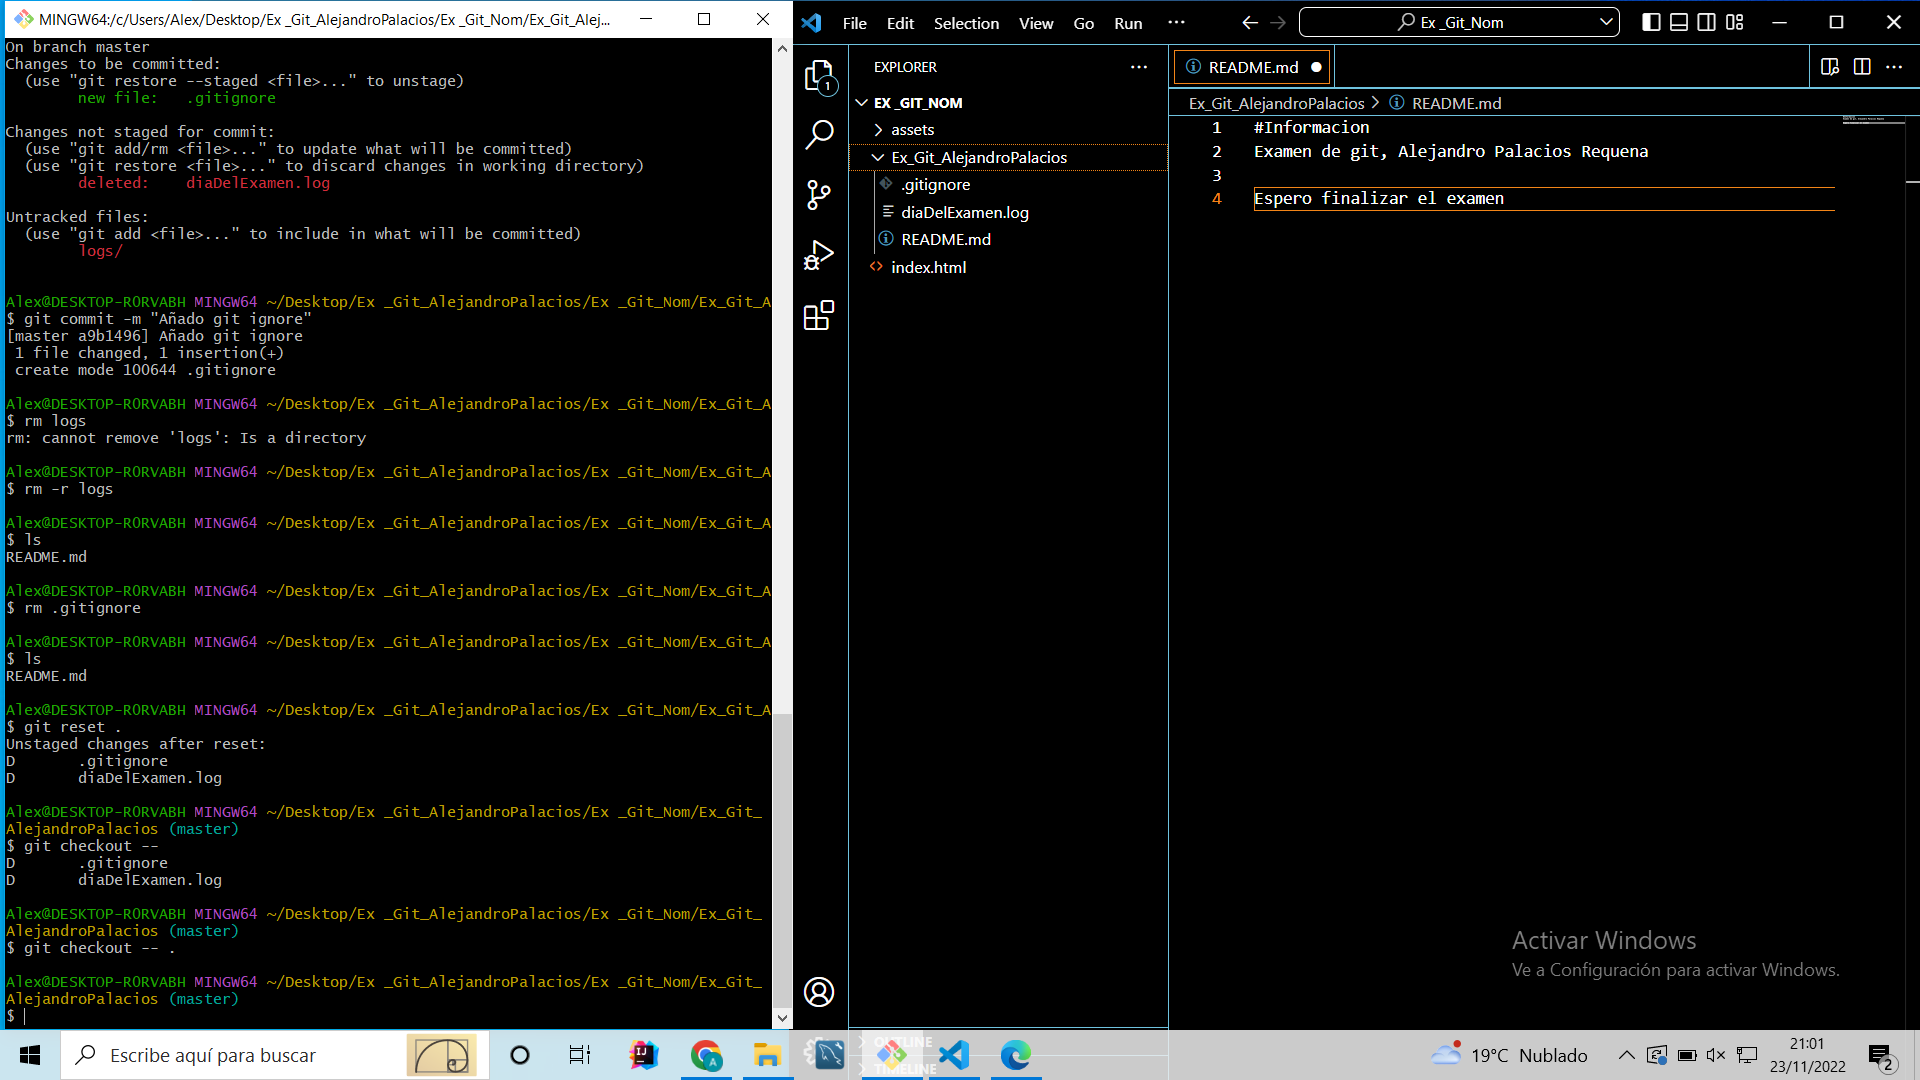 MINGW64:/c/Users/Alex/Desktop/Ex _Git_AlejandroPalacios/Ex _Git_Nom/Ex_Git_Alej...
On branch master
Changes to be committed:
  (use "git restore --staged <file>..." to unstage)
        new file:   .gitignore
Changes not staged for commit:
  (use "git add/rm <file>..." to update what will be committed)
  (use "git restore <file>..." to discard changes in working directory)
        deleted:    diaDelExamen.log
Untracked files:
  (use "git add <file>..." to include in what will be committed)
        logs/
Alex@DESKTOP-RORVABH MINGW64 ~/Desktop/Ex _Git_AlejandroPalacios/Ex _Git_Nom/Ex_Git_A
$ git commit -m "Añado git ignore"
[master a9b1496] Añado git ignore
 1 file changed, 1 insertion(+)
 create mode 100644 .gitignore
Alex@DESKTOP-RORVABH MINGW64 ~/Desktop/Ex _Git_AlejandroPalacios/Ex _Git_Nom/Ex_Git_A
$ rm logs
rm: cannot remove 'logs': Is a directory
Alex@DESKTOP-RORVABH MINGW64 ~/Desktop/Ex _Git_AlejandroPalacios/Ex _Git_Nom/Ex_Git_A
$ rm -r logs
Alex@DESKTOP-RORVABH MINGW64 ~/Desktop/Ex _Git_AlejandroPalacios/Ex _Git_Nom/Ex_Git_A
$ ls
README.md
Alex@DESKTOP-RORVABH MINGW64 ~/Desktop/Ex _Git_AlejandroPalacios/Ex _Git_Nom/Ex_Git_A
$ rm .gitignore
Alex@DESKTOP-RORVABH MINGW64 ~/Desktop/Ex _Git_AlejandroPalacios/Ex _Git_Nom/Ex_Git_A
$ ls
README.md
Alex@DESKTOP-RORVABH MINGW64 ~/Desktop/Ex _Git_AlejandroPalacios/Ex _Git_Nom/Ex_Git_A
$ git reset .
Unstaged changes after reset:
D       .gitignore
D       diaDelExamen.log
Alex@DESKTOP-RORVABH MINGW64 ~/Desktop/Ex _Git_AlejandroPalacios/Ex _Git_Nom/Ex_Git_
AlejandroPalacios (master)
$ git checkout --
D       .gitignore
D       diaDelExamen.log
Alex@DESKTOP-RORVABH MINGW64 ~/Desktop/Ex _Git_AlejandroPalacios/Ex _Git_Nom/Ex_Git_
AlejandroPalacios (master)
$ git checkout -- .
Alex@DESKTOP-RORVABH MINGW64 ~/Desktop/Ex _Git_AlejandroPalacios/Ex _Git_Nom/Ex_Git_
AlejandroPalacios (master)
$
File Edit Selection View Go Run ··· Ex _Git_Nom
EXPLORER ···
1
EX _GIT_NOM
assets
Ex_Git_AlejandroPalacios
.gitignore
diaDelExamen.log
README.md
index.html
OUTLINE
TIMELINE
README.md
Ex_Git_AlejandroPalacios > README.md
1 #Informacion
2 Examen de git, Alejandro Palacios Requena
3
4 Espero finalizar el examen
Activar Windows
Ve a Configuración para activar Windows.
Escribe aquí para buscar
IJ
A
19°C Nublado
21:01
23/11/2022
2